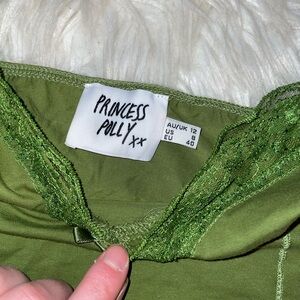 PRINCESS
POLLY
xx
AU/UK 12
US 8
EU 40